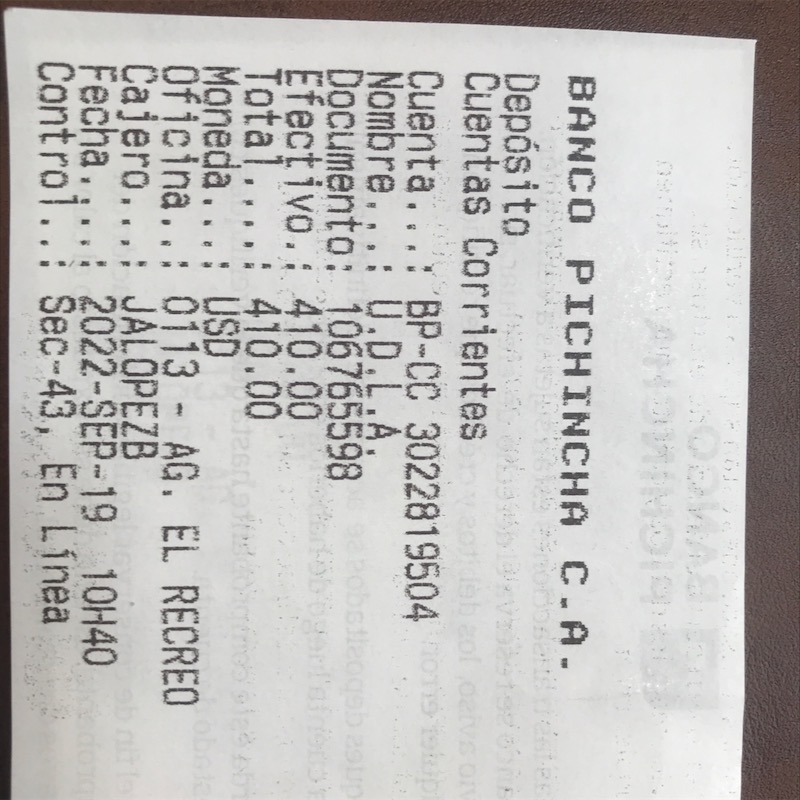 BANCO PICHINCHA C.A.
Depósito
Cuentas Corrientes
Cuenta...: BP-CC 3022819504
Nombre...: U.D.L.A.
Documento: 106765598
Efectivo.: 410.00
Total....: 410.00
Moneda...: USD
Oficina..: 0113 - AG. EL RECREO
Cajero...: JALOPEZB
Fecha....: 2022-SEP-19 10H40
Control..: Sec-43, En Línea